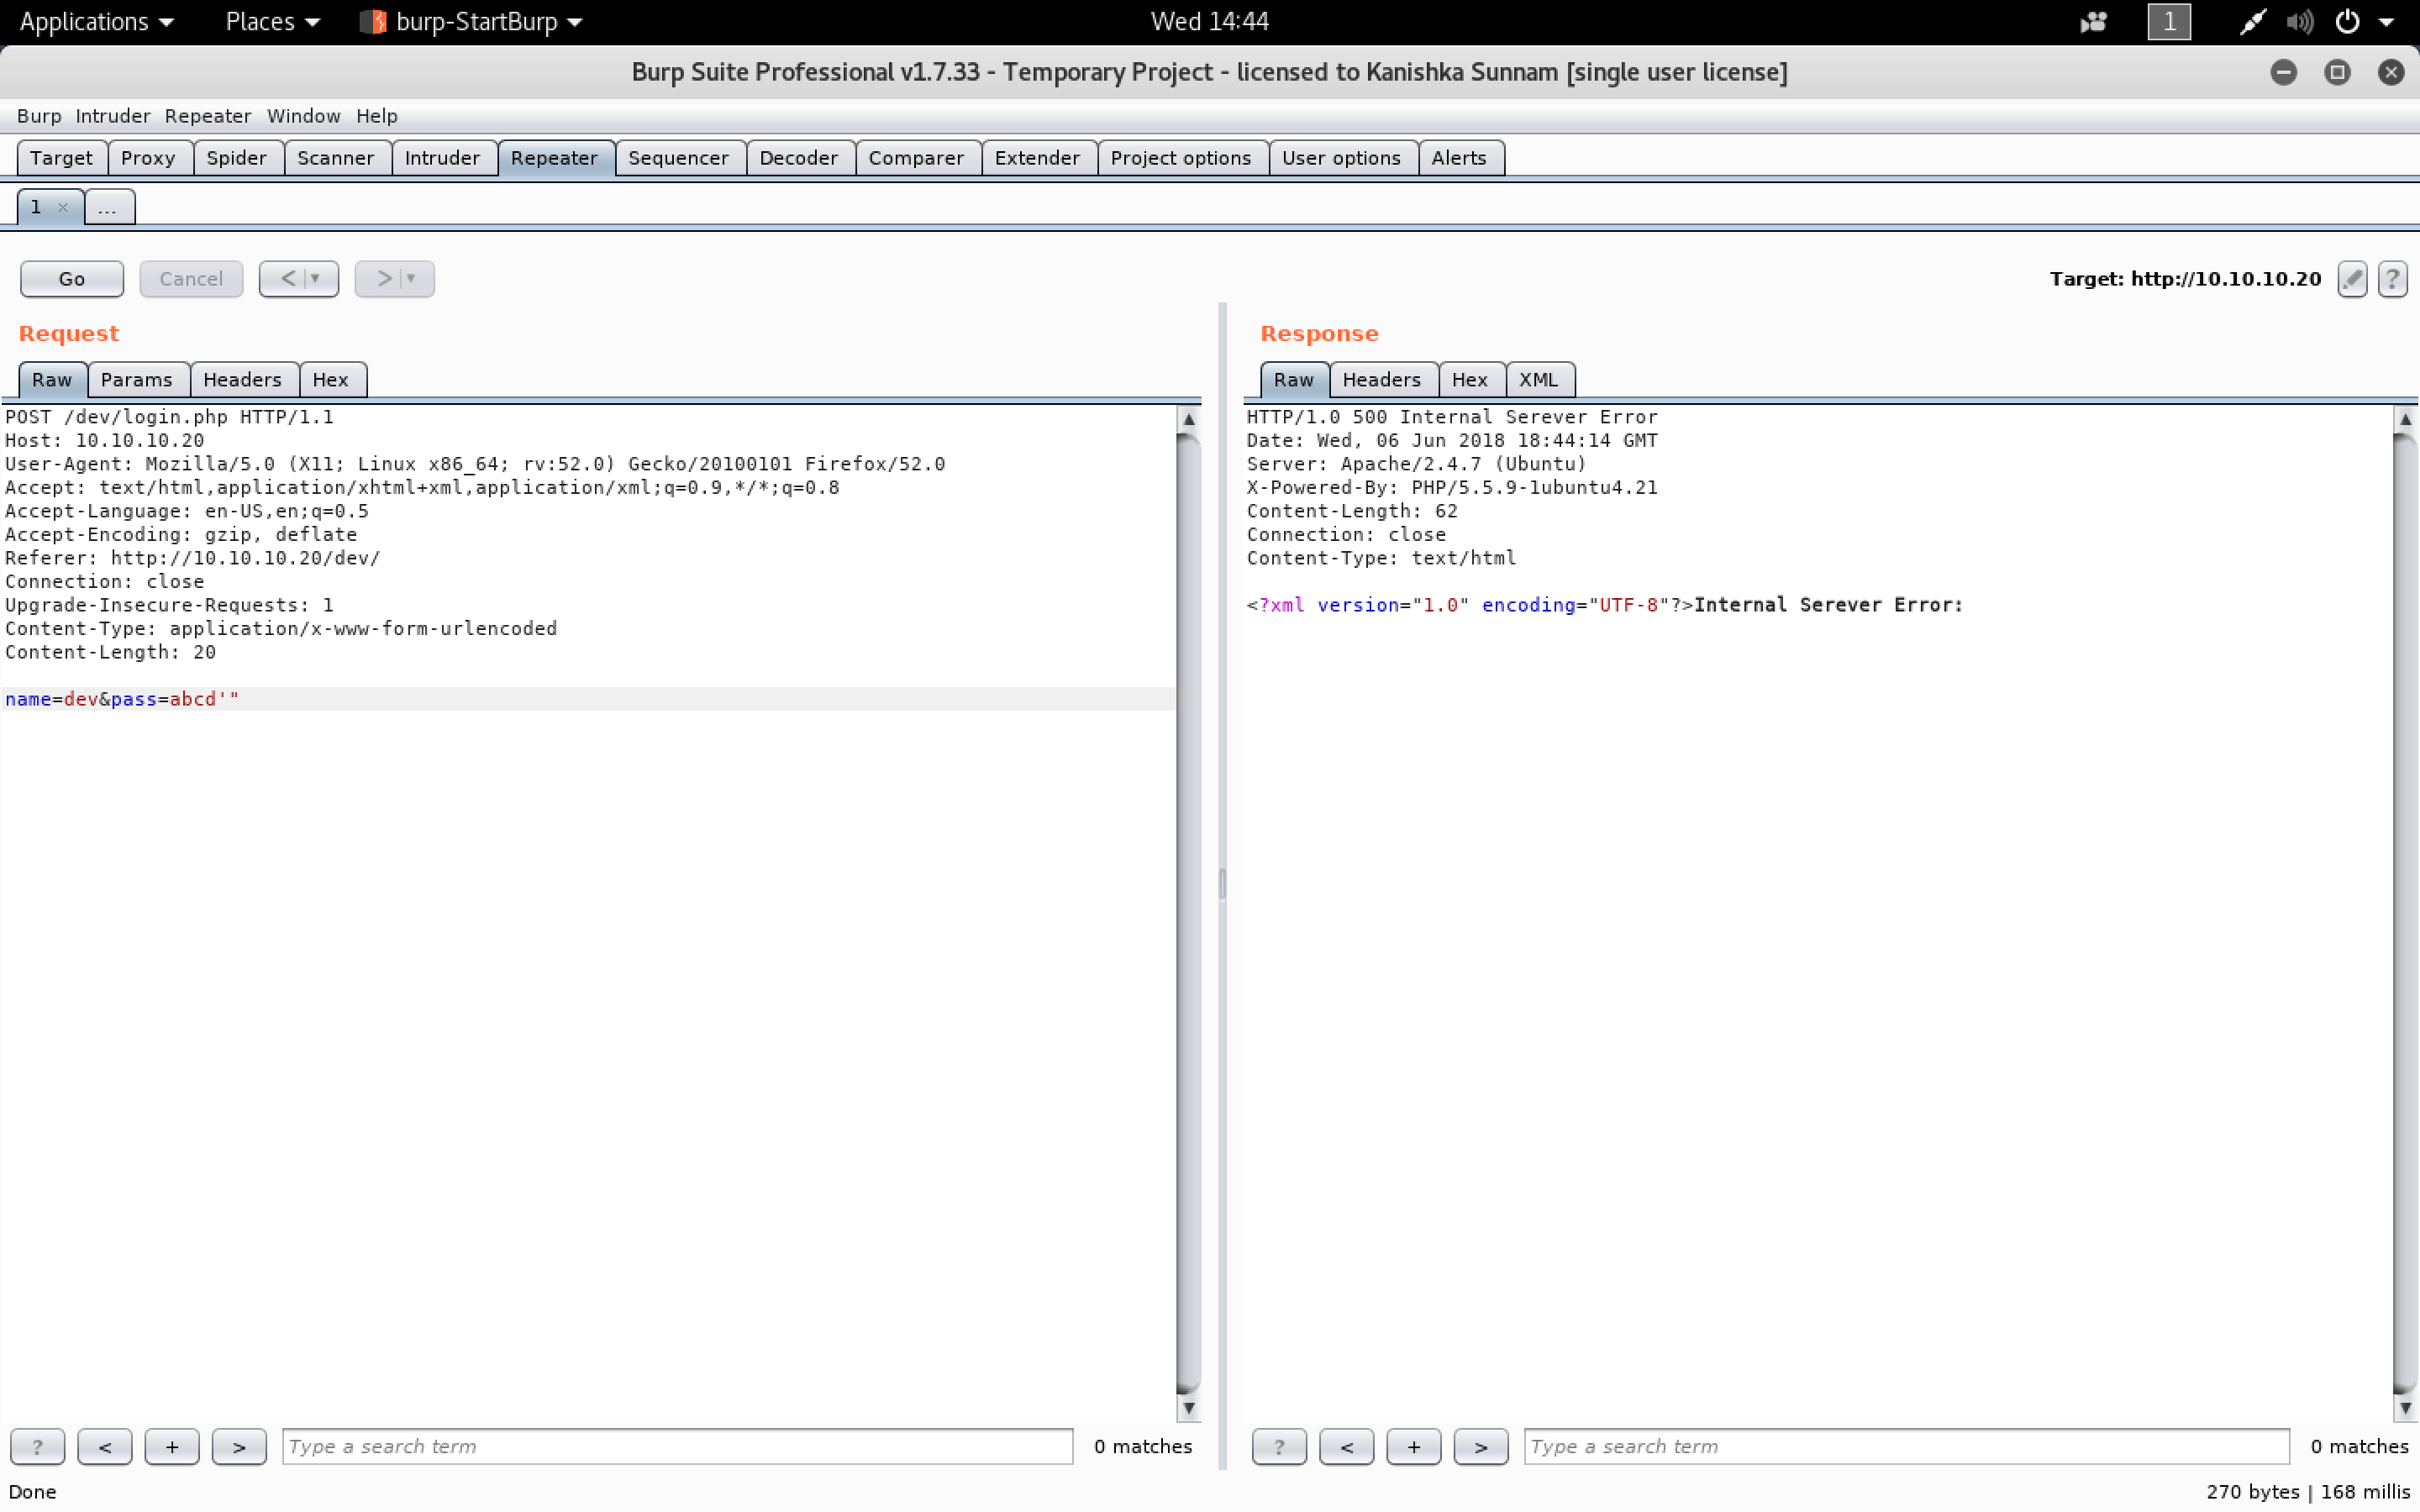 Applications Places burp-StartBurp Wed 14:44 1
Burp Suite Professional v1.7.33 - Temporary Project - licensed to Kanishka Sunnam [single user license]
Burp Intruder Repeater Window Help
Target Proxy Spider Scanner Intruder Repeater Sequencer Decoder Comparer Extender Project options User options Alerts
1 × ...
Go Cancel < > Target: http://10.10.10.20 ?
Request
Raw Params Headers Hex
POST /dev/login.php HTTP/1.1
Host: 10.10.10.20
User-Agent: Mozilla/5.0 (X11; Linux x86_64; rv:52.0) Gecko/20100101 Firefox/52.0
Accept: text/html,application/xhtml+xml,application/xml;q=0.9,*/*;q=0.8
Accept-Language: en-US,en;q=0.5
Accept-Encoding: gzip, deflate
Referer: http://10.10.10.20/dev/
Connection: close
Upgrade-Insecure-Requests: 1
Content-Type: application/x-www-form-urlencoded
Content-Length: 20
name=dev&pass=abcd'"
? < + > Type a search term 0 matches
Response
Raw Headers Hex XML
HTTP/1.0 500 Internal Serever Error
Date: Wed, 06 Jun 2018 18:44:14 GMT
Server: Apache/2.4.7 (Ubuntu)
X-Powered-By: PHP/5.5.9-1ubuntu4.21
Content-Length: 62
Connection: close
Content-Type: text/html
<?xml version="1.0" encoding="UTF-8"?>Internal Serever Error:
? < + > Type a search term 0 matches
Done 270 bytes | 168 millis